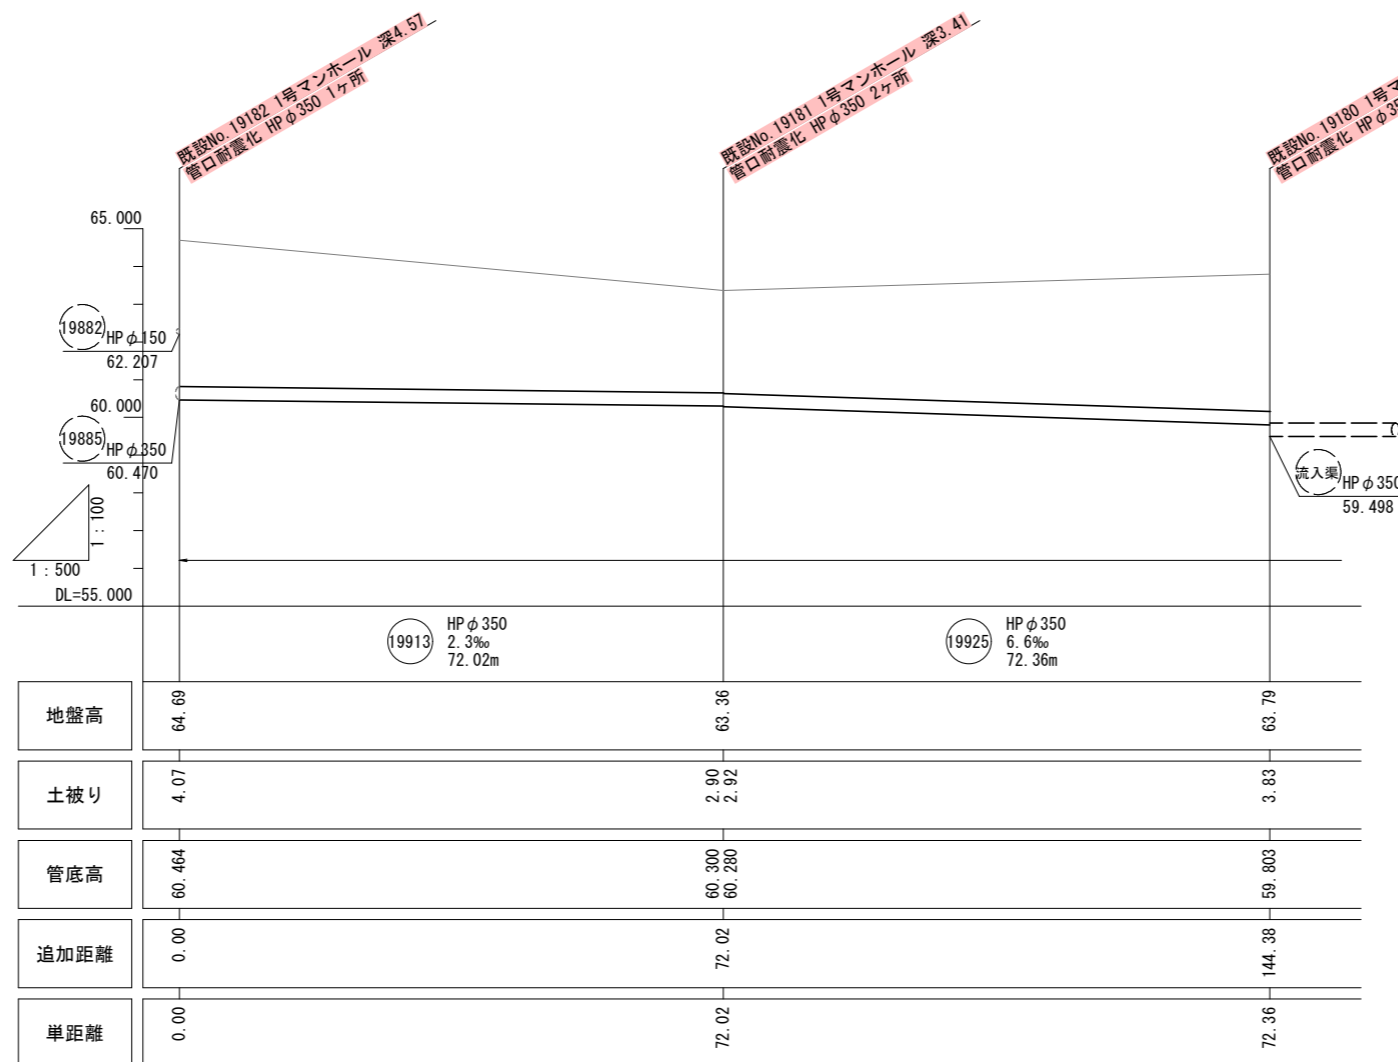 既設No.19182 1号マンホール 深4.57
管口耐震化 HPφ350 1ヶ所
既設No.19181 1号マンホール 深3.41
管口耐震化 HPφ350 2ヶ所
既設No.19180 1号マ
管口耐震化 HPφ35
65.000
19882 HPφ150
62.207
60.000
19885 HPφ350
60.470
流入渠 HPφ350
59.498
1:100
1:500
DL=55.000
19913 HPφ350
2.3‰
72.02m
19925 HPφ350
6.6‰
72.36m
地盤高 64.69 63.36 63.79
土被り 4.07 2.90 2.92 3.83
管底高 60.464 60.300 60.280 59.803
追加距離 0.00 72.02 144.38
単距離 0.00 72.02 72.36